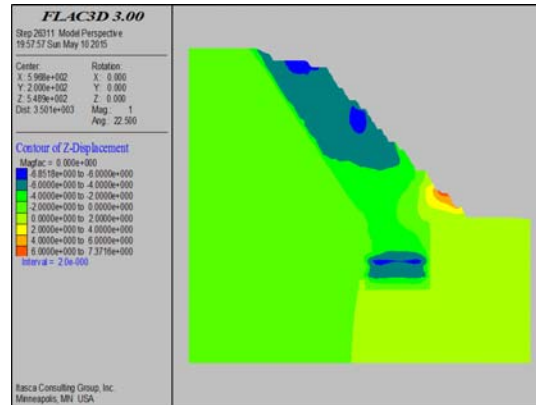 FLAC3D 3.00
Step 26311 Model Perspective
19:57:57 Sun May 10 2015
Center: Rotation:
X: 5.968e+002 X: 0.000
Y: 2.000e+002 Y: 0.000
Z: 5.489e+002 Z: 0.000
Dist: 3.501e+003 Mag.: 1
Ang.: 22.500
Contour of Z-Displacement
Magfac = 0.000e+000
-6.8518e+000 to -6.0000e+000
-6.0000e+000 to -4.0000e+000
-4.0000e+000 to -2.0000e+000
-2.0000e+000 to 0.0000e+000
0.0000e+000 to 2.0000e+000
2.0000e+000 to 4.0000e+000
4.0000e+000 to 6.0000e+000
6.0000e+000 to 7.3716e+000
Interval = 2.0e+000
Itasca Consulting Group, Inc.
Minneapolis, MN USA